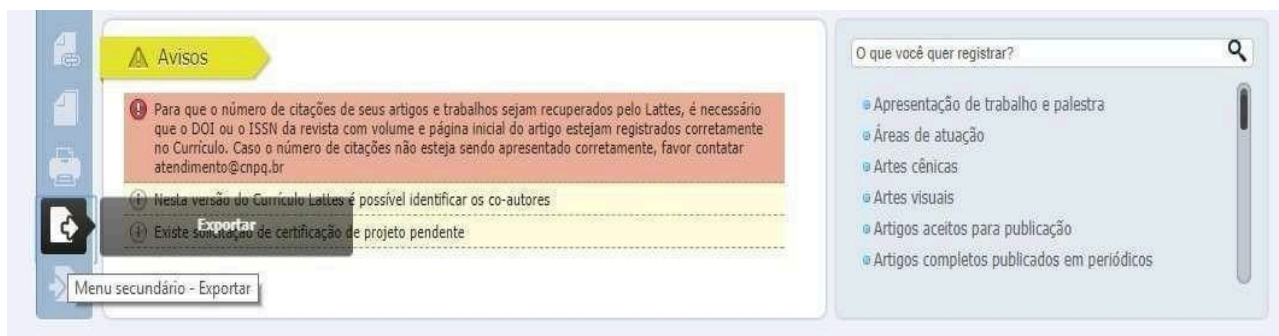 Avisos
Para que o número de citações de seus artigos e trabalhos sejam recuperados pelo Lattes, é necessário
que o DOI ou o ISSN da revista com volume e página inicial do artigo estejam registrados corretamente
no Currículo. Caso o número de citações não esteja sendo apresentado corretamente, favor contatar
atendimento@cnpq.br
Nesta versão do Currículo Lattes é possível identificar os co-autores
Existe solicitação de certificação de projeto pendente
Exportar
Menu secundário - Exportar
O que você quer registrar?
Apresentação de trabalho e palestra
Áreas de atuação
Artes cênicas
Artes visuais
Artigos aceitos para publicação
Artigos completos publicados em periódicos